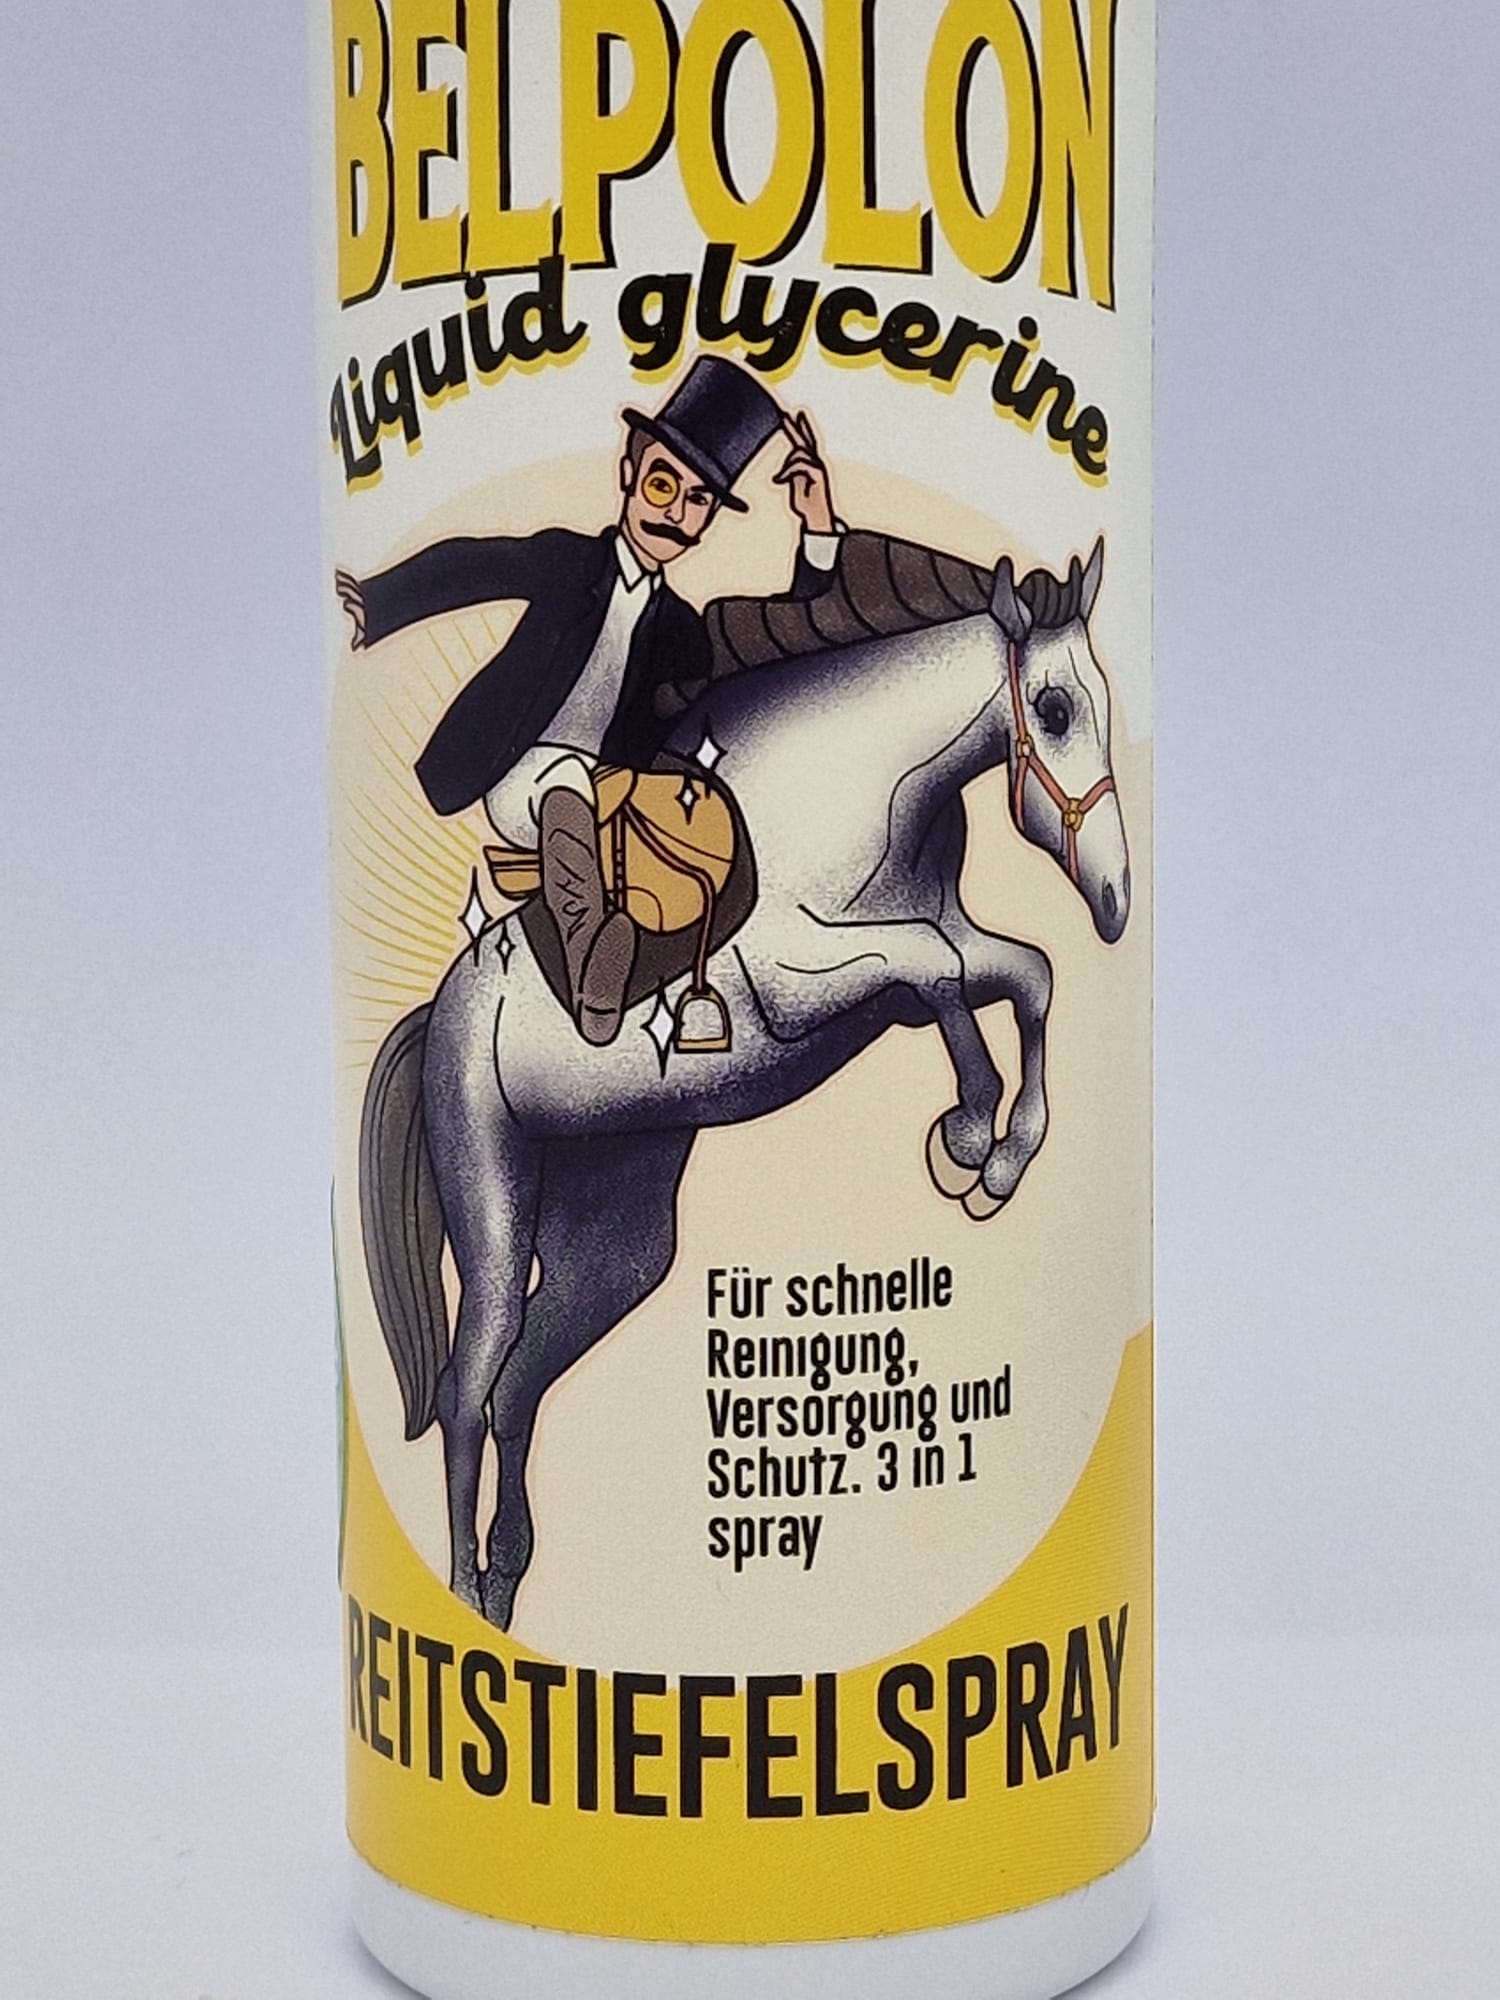 BELPOLON
Liquid glycerine
Für schnelle
Reinigung,
Versorgung und
Schutz. 3 in 1
spray
REITSTIEFELSPRAY